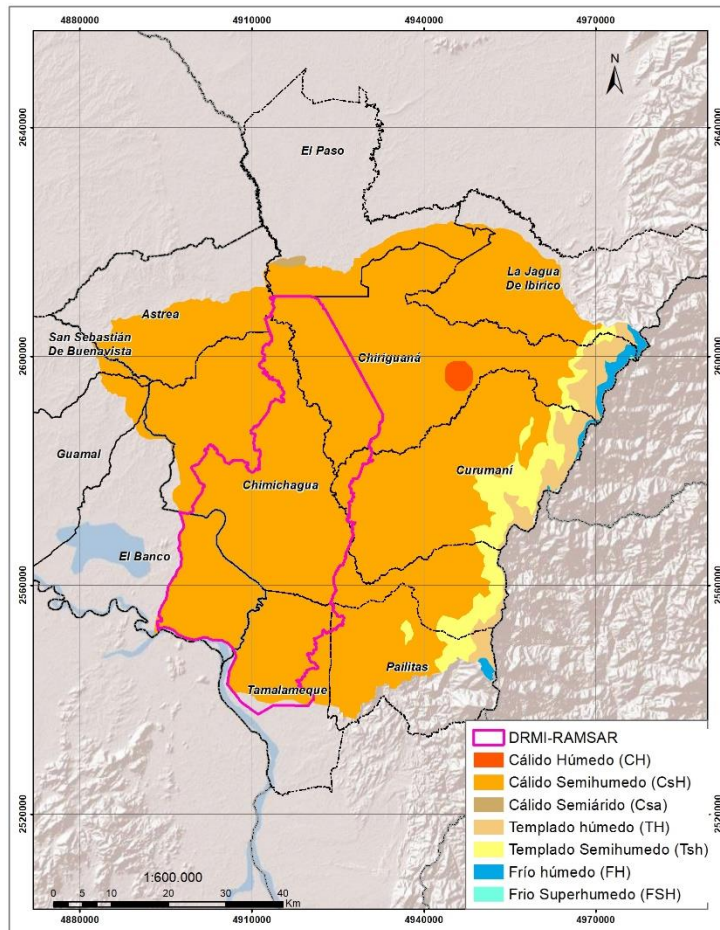 4880000 4910000 4940000 4970000
N
2640000 2640000
El Paso
La Jagua
De Ibirico
Astrea
San Sebastián
De Buenavista
2600000 2600000
Chiriguaná
Guamal
Curumaní
Chimichagua
El Banco
2560000 2560000
Pailitas
Tamalameque
DRMI-RAMSAR
Cálido Húmedo (CH)
Cálido Semihumedo (CsH)
Cálido Semiárido (Csa)
Templado húmedo (TH)
Templado Semihumedo (Tsh)
Frío húmedo (FH)
Frio Superhumedo (FSH)
2520000 2520000
1:600.000
0 5 10 20 30 40
Km
4880000 4910000 4940000 4970000